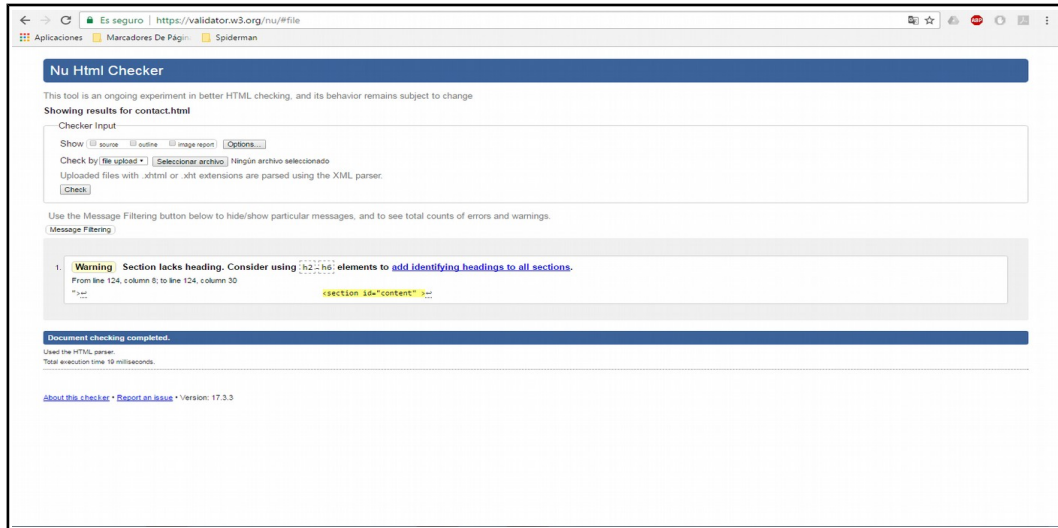 Es seguro | https://validator.w3.org/nu/#file
Aplicaciones Marcadores De Págin Spiderman
Nu Html Checker
This tool is an ongoing experiment in better HTML checking, and its behavior remains subject to change
Showing results for contact.html
Checker Input
Show source outline image report Options...
Check by file upload Seleccionar archivo Ningún archivo seleccionado
Uploaded files with .xhtml or .xht extensions are parsed using the XML parser.
Check
Use the Message Filtering button below to hide/show particular messages, and to see total counts of errors and warnings.
Message Filtering
1. Warning Section lacks heading. Consider using h2-h6 elements to add identifying headings to all sections.
From line 124, column 8; to line 124, column 30
">↩ <section id="content" >↩
Document checking completed.
Used the HTML parser.
Total execution time 19 milliseconds.
About this checker • Report an issue • Version: 17.3.3